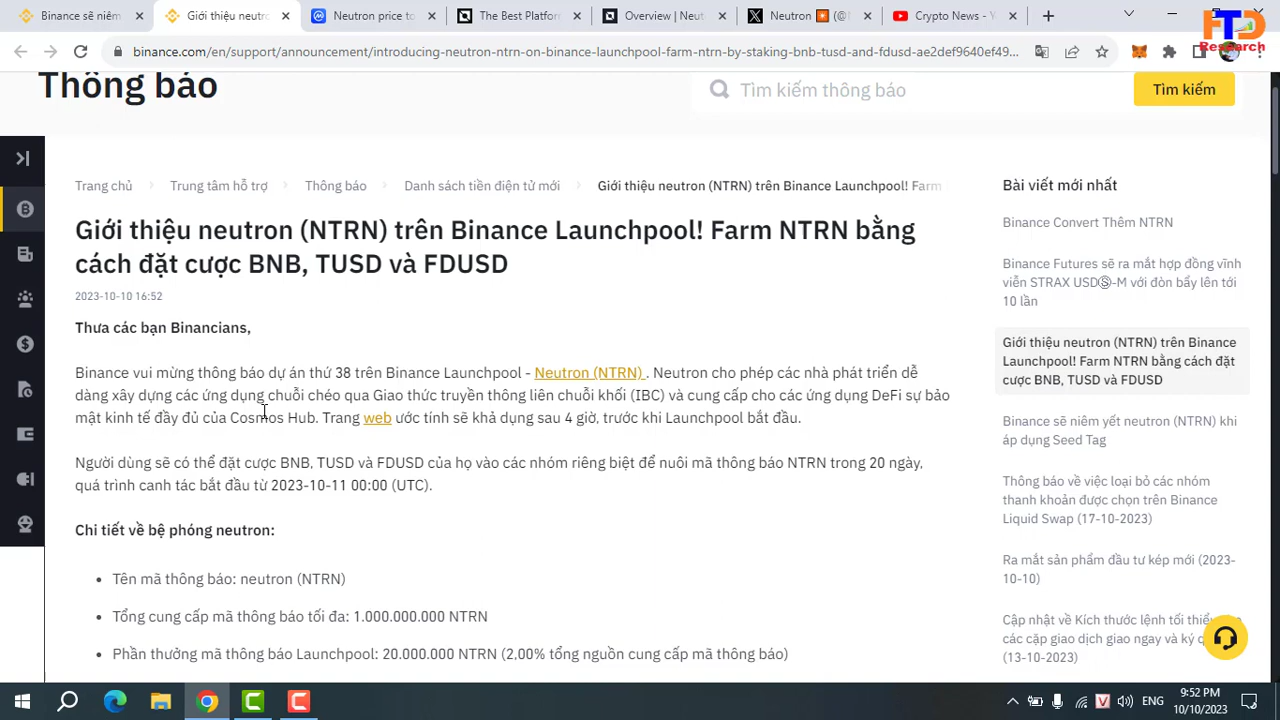 Binance sẽ niêm
Giới thiệu neutro
Neutron price to
The Best Platfor
Overview | Neut
Neutron
(@
Crypto News - Y
binance.com/en/support/announcement/introducing-neutron-ntrn-on-binance-launchpool-farm-ntrn-by-staking-bnb-tusd-and-fdusd-ae2def9640ef49...
FTD
Research
Thông báo
Tìm kiếm thông báo
Tìm kiếm
Trang chủ
Trung tâm hỗ trợ
Thông báo
Danh sách tiền điện tử mới
Giới thiệu neutron (NTRN) trên Binance Launchpool! Farm
Giới thiệu neutron (NTRN) trên Binance Launchpool! Farm NTRN bằng
cách đặt cược BNB, TUSD và FDUSD
2023-10-10 16:52
Thưa các bạn Binancians,
Binance vui mừng thông báo dự án thứ 38 trên Binance Launchpool - Neutron (NTRN) . Neutron cho phép các nhà phát triển dễ
dàng xây dựng các ứng dụng chuỗi chéo qua Giao thức truyền thông liên chuỗi khối (IBC) và cung cấp cho các ứng dụng DeFi sự bảo
mật kinh tế đầy đủ của Cosmos Hub. Trang web ước tính sẽ khả dụng sau 4 giờ, trước khi Launchpool bắt đầu.
Người dùng sẽ có thể đặt cược BNB, TUSD và FDUSD của họ vào các nhóm riêng biệt để nuôi mã thông báo NTRN trong 20 ngày,
quá trình canh tác bắt đầu từ 2023-10-11 00:00 (UTC).
Chi tiết về bệ phóng neutron:
• Tên mã thông báo: neutron (NTRN)
• Tổng cung cấp mã thông báo tối đa: 1.000.000.000 NTRN
• Phần thưởng mã thông báo Launchpool: 20.000.000 NTRN (2,00% tổng nguồn cung cấp mã thông báo)
Bài viết mới nhất
Binance Convert Thêm NTRN
Binance Futures sẽ ra mắt hợp đồng vĩnh
viễn STRAX USDⓈ-M với đòn bẩy lên tới
10 lần
Giới thiệu neutron (NTRN) trên Binance
Launchpool! Farm NTRN bằng cách đặt
cược BNB, TUSD và FDUSD
Binance sẽ niêm yết neutron (NTRN) khi
áp dụng Seed Tag
Thông báo về việc loại bỏ các nhóm
thanh khoản được chọn trên Binance
Liquid Swap (17-10-2023)
Ra mắt sản phẩm đầu tư kép mới (2023-
10-10)
Cập nhật về Kích thước lệnh tối thiểu
các cặp giao dịch giao ngay và ký q
(13-10-2023)
V
ENG
9:52 PM
10/10/2023